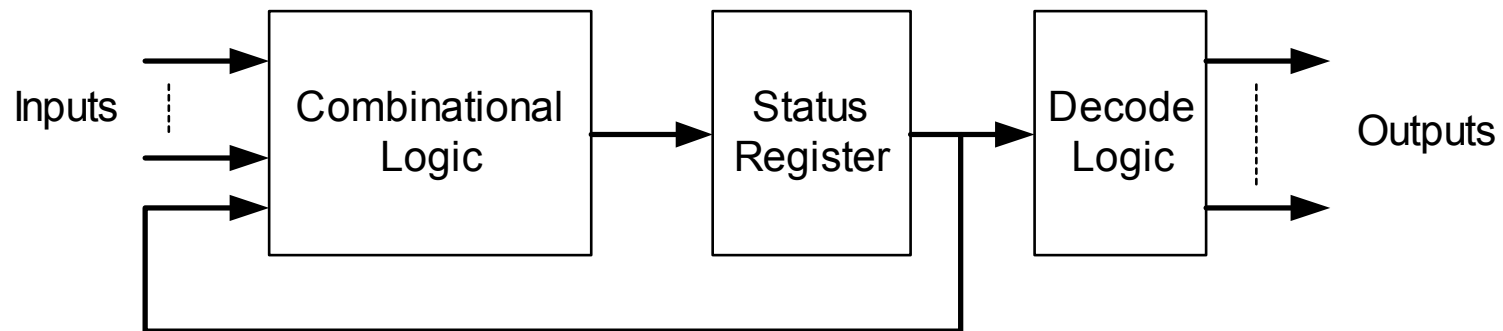 Inputs
Combinational
Logic
Status
Register
Decode
Logic
Outputs